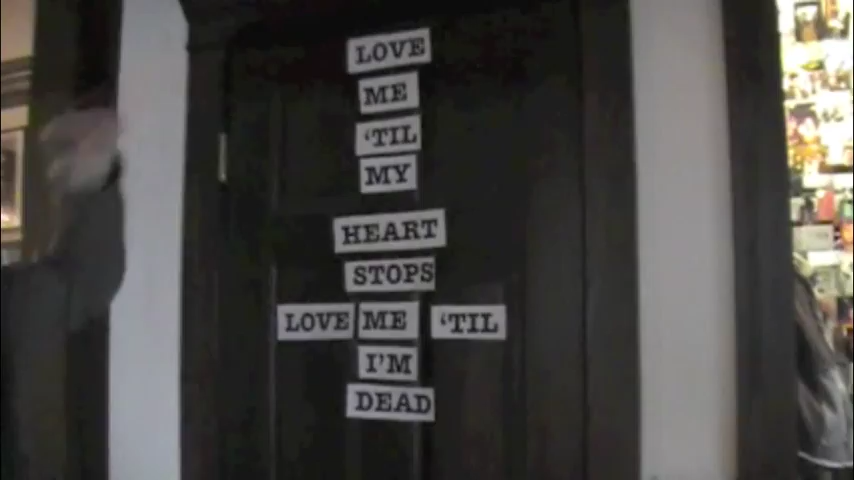 LOVE
ME
‘TIL
MY
HEART
STOPS
LOVE ME ‘TIL
I'M
DEAD